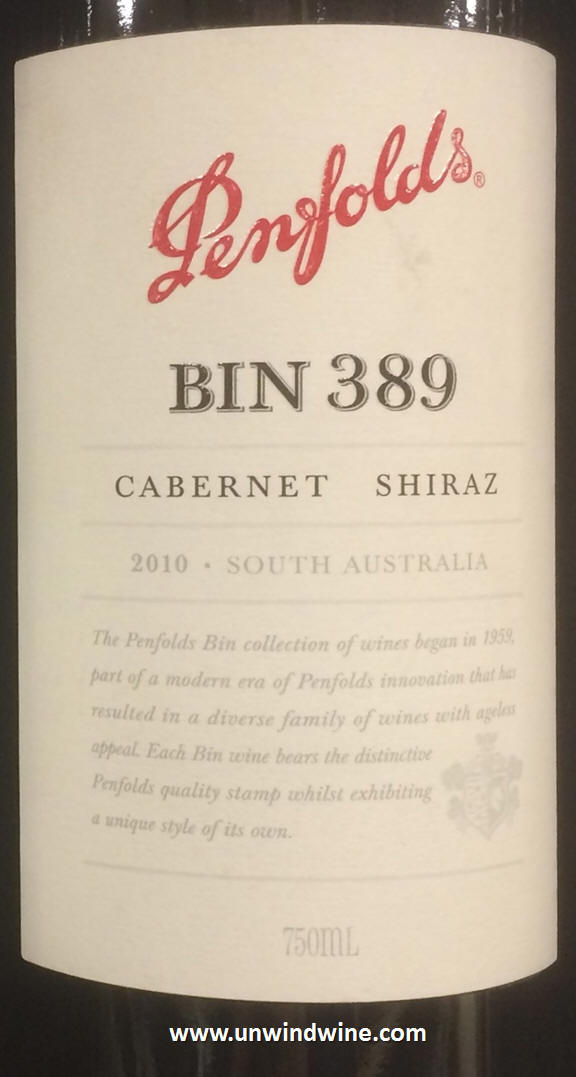 Penfolds®
BIN 389
CABERNET SHIRAZ
2010 · SOUTH AUSTRALIA
The Penfolds Bin collection of wines began in 1959,
part of a modern era of Penfolds innovation that has
resulted in a diverse family of wines with ageless
appeal. Each Bin wine bears the distinctive
Penfolds quality stamp whilst exhibiting
a unique style of its own.
750ML
www.unwindwine.com